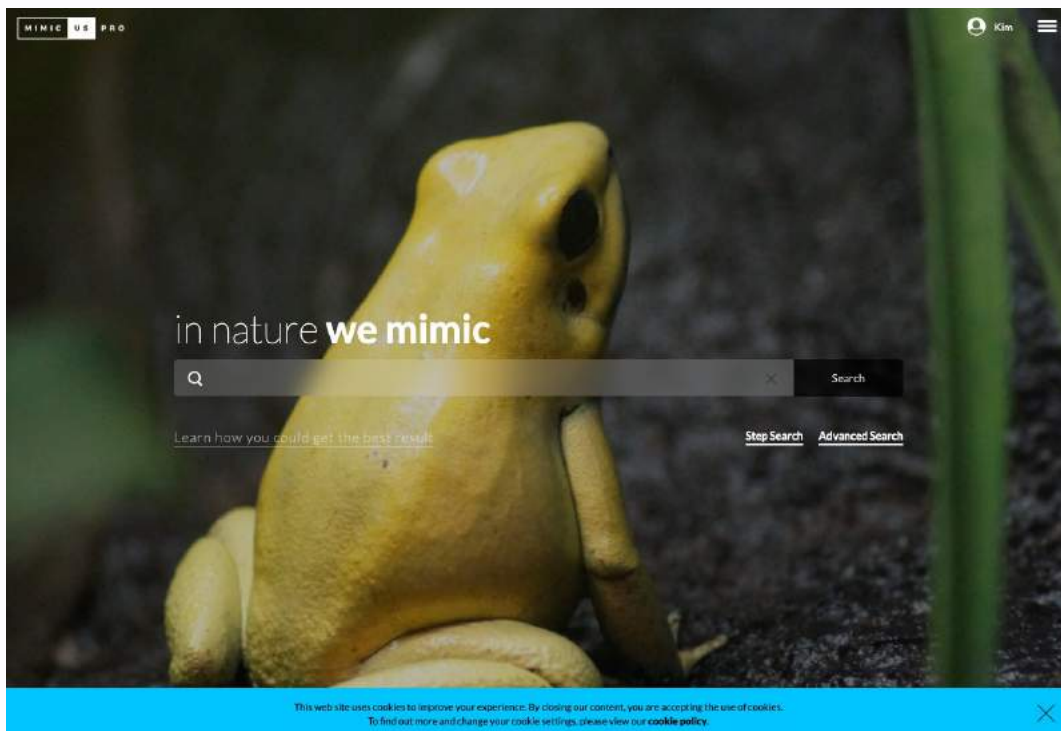 MIMIC US PRO
Kim
in nature we mimic
Search
Learn how you could get the best result
Step Search Advanced Search
This web site uses cookies to improve your experience. By closing our content, you are accepting the use of cookies.
To find out more and change your cookie settings, please view our cookie policy.